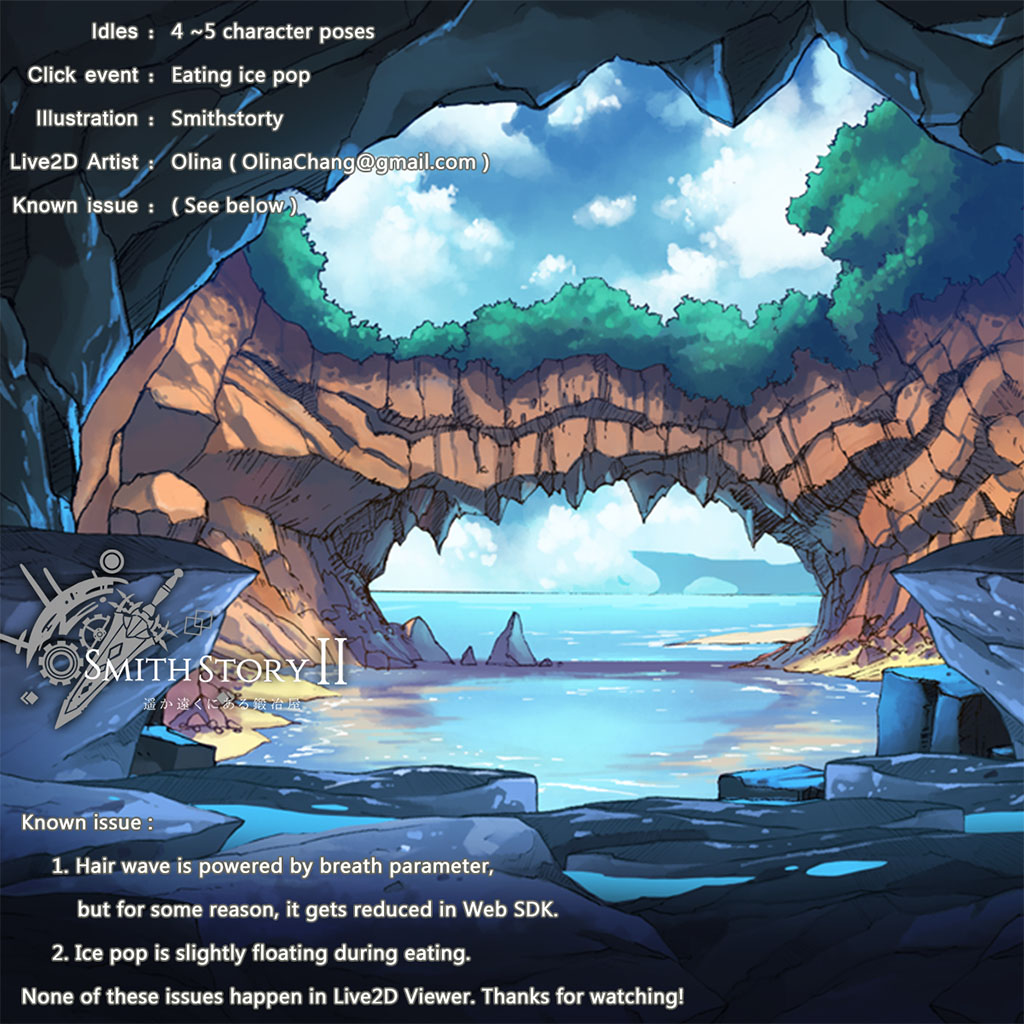 Idles : 4 ~5 character poses
Click event : Eating ice pop
Illustration : Smithstorty
Live2D Artist : Olina ( OlinaChang@gmail.com )
Known issue : ( See below )
SMITH STORY II
遥か遠くにある鍛冶屋
Known issue :
1. Hair wave is powered by breath parameter,
but for some reason, it gets reduced in Web SDK.
2. Ice pop is slightly floating during eating.
None of these issues happen in Live2D Viewer. Thanks for watching!